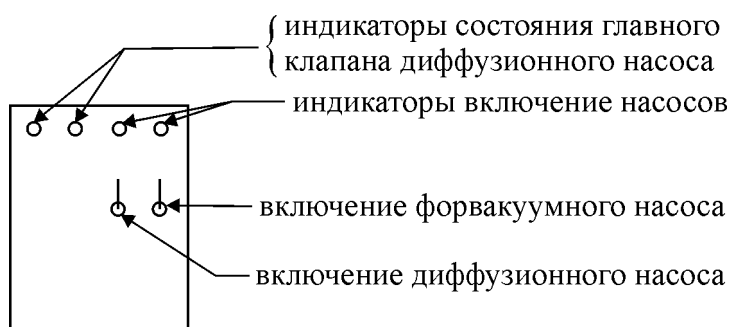 индикаторы состояния главного
клапана диффузионного насоса
индикаторы включение насосов
включение форвакуумного насоса
включение диффузионного насоса